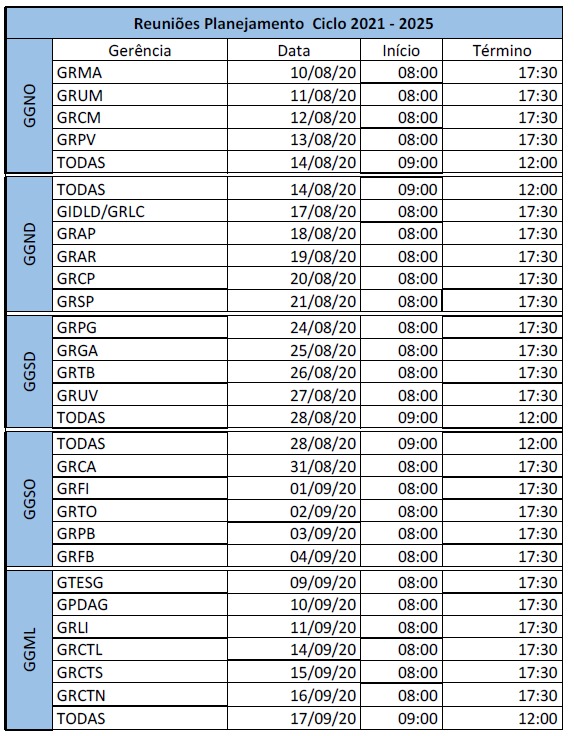 Reuniões Planejamento Ciclo 2021 - 2025
Gerência Data Início Término
GGNO
GRMA 10/08/20 08:00 17:30
GRUM 11/08/20 08:00 17:30
GRCM 12/08/20 08:00 17:30
GRPV 13/08/20 08:00 17:30
TODAS 14/08/20 09:00 12:00
GGND
TODAS 14/08/20 09:00 12:00
GIDLD/GRLC 17/08/20 08:00 17:30
GRAP 18/08/20 08:00 17:30
GRAR 19/08/20 08:00 17:30
GRCP 20/08/20 08:00 17:30
GRSP 21/08/20 08:00 17:30
GGSD
GRPG 24/08/20 08:00 17:30
GRGA 25/08/20 08:00 17:30
GRTB 26/08/20 08:00 17:30
GRUV 27/08/20 08:00 17:30
TODAS 28/08/20 09:00 12:00
GGSO
TODAS 28/08/20 09:00 12:00
GRCA 31/08/20 08:00 17:30
GRFI 01/09/20 08:00 17:30
GRTO 02/09/20 08:00 17:30
GRPB 03/09/20 08:00 17:30
GRFB 04/09/20 08:00 17:30
GGML
GTESG 09/09/20 08:00 17:30
GPDAG 10/09/20 08:00 17:30
GRLI 11/09/20 08:00 17:30
GRCTL 14/09/20 08:00 17:30
GRCTS 15/09/20 08:00 17:30
GRCTN 16/09/20 08:00 17:30
TODAS 17/09/20 09:00 12:00